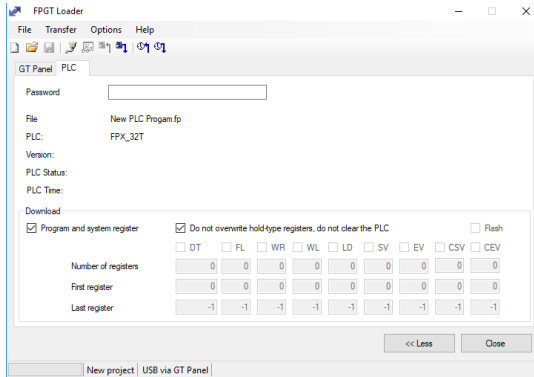 FPGT Loader
File Transfer Options Help
GT Panel PLC
Password
File New PLC Progam.fp
PLC: FPX_32T
Version:
PLC Status:
PLC Time:
Download
Program and system register Do not overwrite hold-type registers, do not clear the PLC Flash
DT FL WR WL LD SV EV CSV CEV
Number of registers 0 0 0 0 0 0 0 0 0
First register 0 0 0 0 0 0 0 0 0
Last register -1 -1 -1 -1 -1 -1 -1 -1 -1
<< Less Close
New project USB via GT Panel